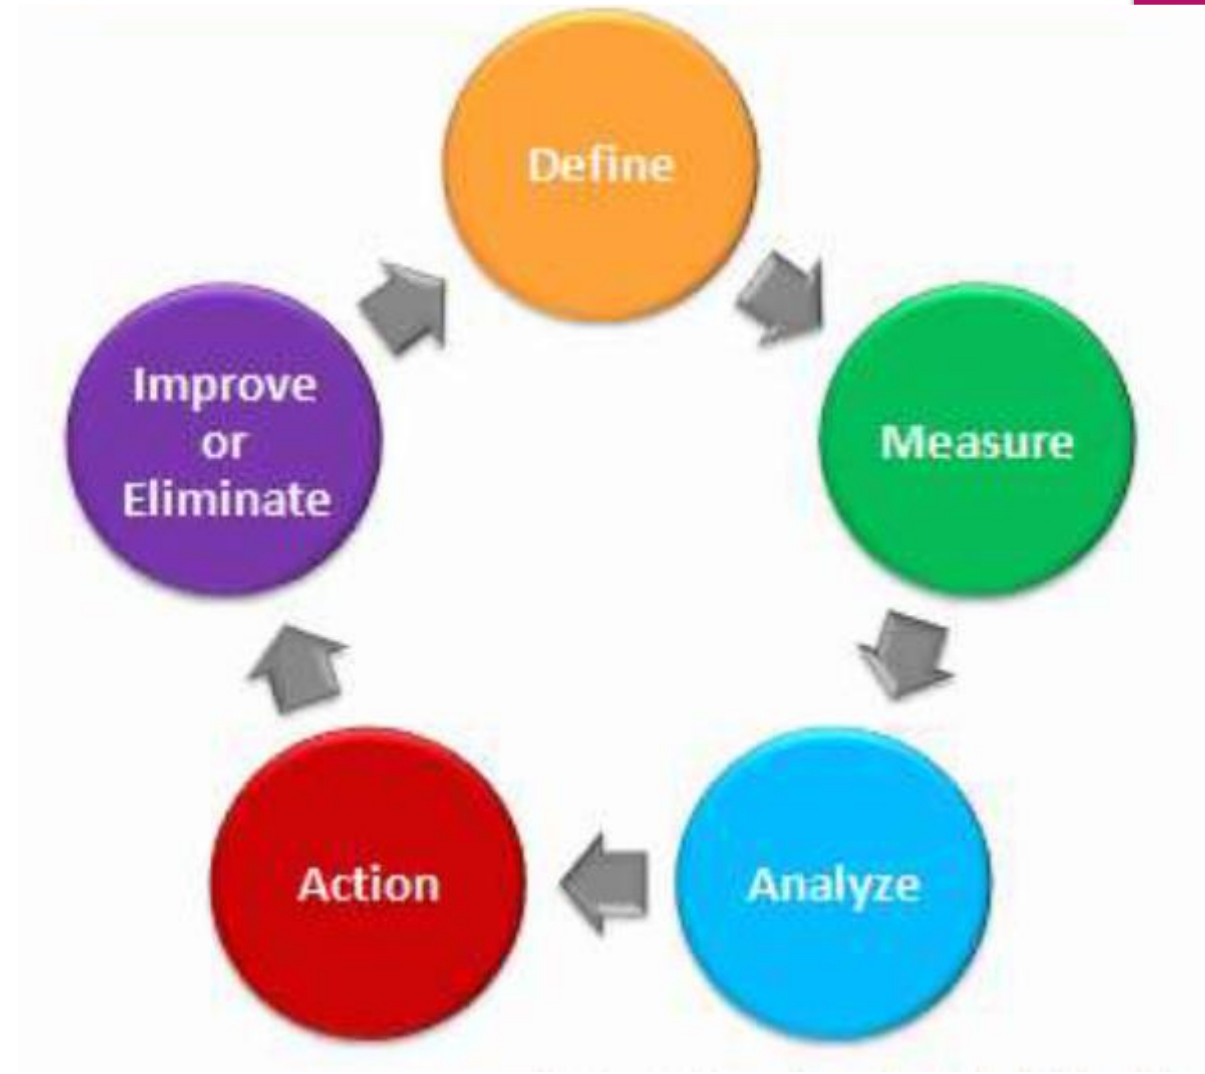 Define
Measure
Analyze
Action
Improve
or
Eliminate